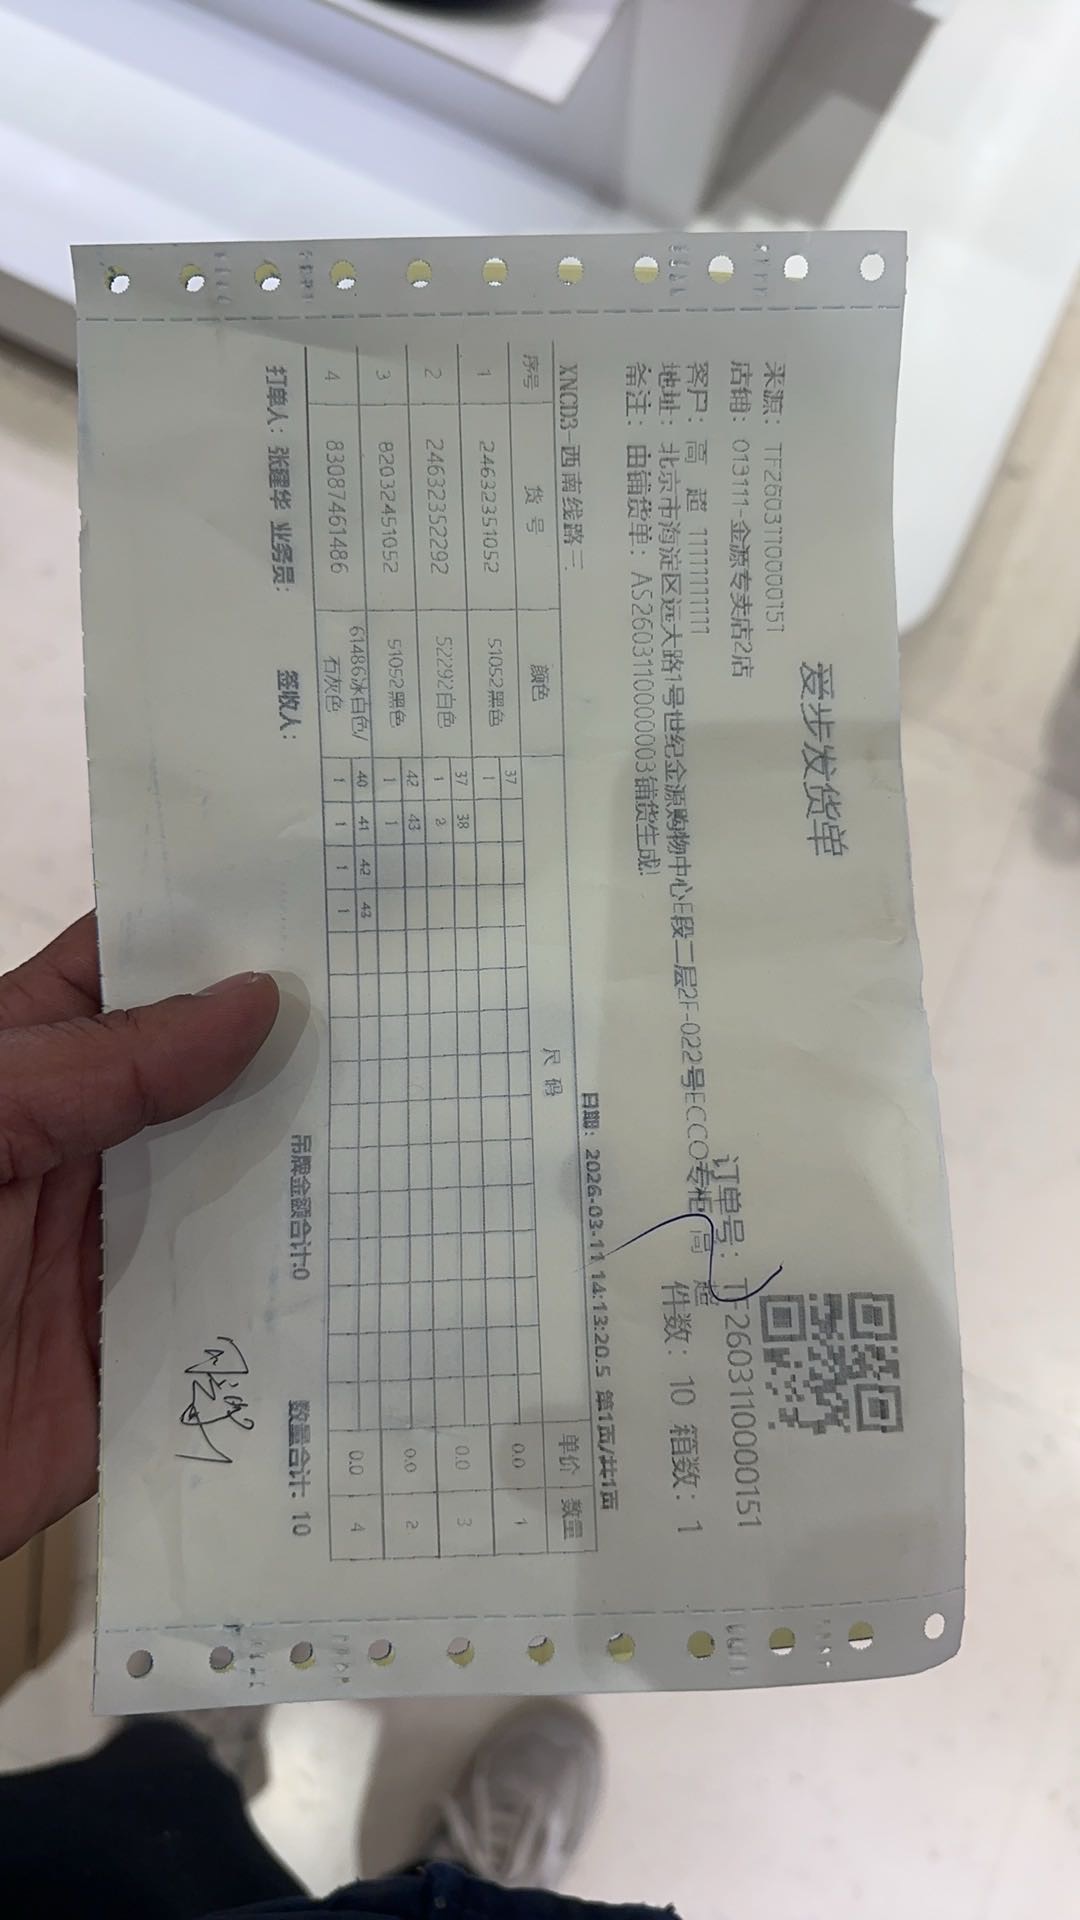 爱步发货单
来源：TF2603110000151
订单号：TF2603110000151
店铺：013111-金源专卖店2店
客户：高 超 11111111111
件数：10 箱数：1
地址：北京市海淀区远大路1号世纪金源购物中心E段二层2F-022号ECCO专柜 高 超
备注：由铺货单：AS2603110000003铺货生成!
XNCD3-西南线路三
日期：2026-03-11 14:13:20.5 第1页/共1页
序号 货 号 颜色 尺 码 单价 数量
1 24632351052 51052黑色 37 0.0 1
1
2 24632352292 52292白色 37 38 0.0 3
1 2
3 82032451052 51052黑色 42 43 0.0 2
1 1
4 83087461486 61486冰白色/石灰色 40 41 42 43 0.0 4
1 1 1 1
打单人：张耀华 业务员： 签收人： 吊牌金额合计:0 数量合计：10